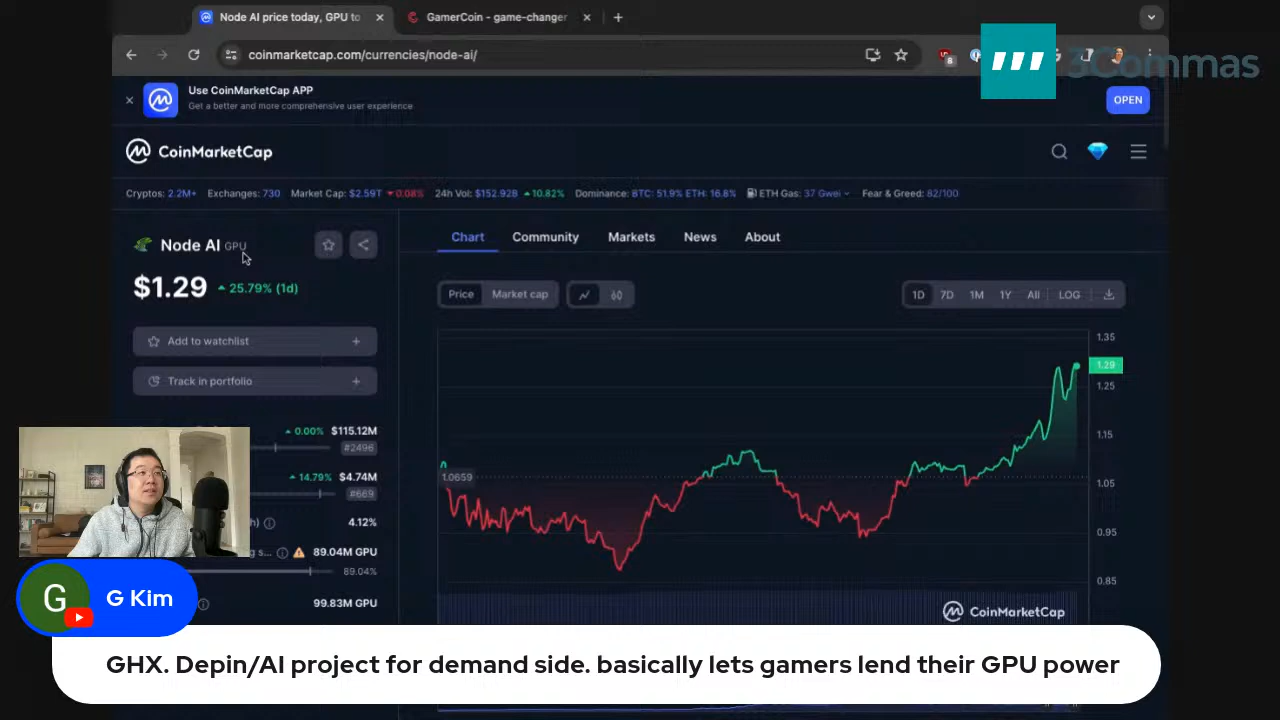 Node AI price today, GPU to
GamerCoin - game-changer
coinmarketcap.com/currencies/node-ai/
3Commas
Use CoinMarketCap APP
Get a better and more comprehensive user experience
OPEN
CoinMarketCap
Cryptos: 2.2M+ Exchanges: 730 Market Cap: $2.59T 0.08% 24h Vol: $152.92B 10.82% Dominance: BTC: 51.9% ETH: 16.8% ETH Gas: 37 Gwei Fear & Greed: 82/100
Node AI GPU
$1.29 25.79% (1d)
Add to watchlist +
Track in portfolio +
0.00% $115.12M
#2496
14.79% $4.74M
#669
4.12%
89.04M GPU
89.04%
99.83M GPU
Chart Community Markets News About
Price Market cap
1D 7D 1M 1Y All LOG
1.35
1.29
1.25
1.15
1.0659
1.05
0.95
0.85
CoinMarketCap
G
G Kim
GHX. Depin/AI project for demand side. basically lets gamers lend their GPU power